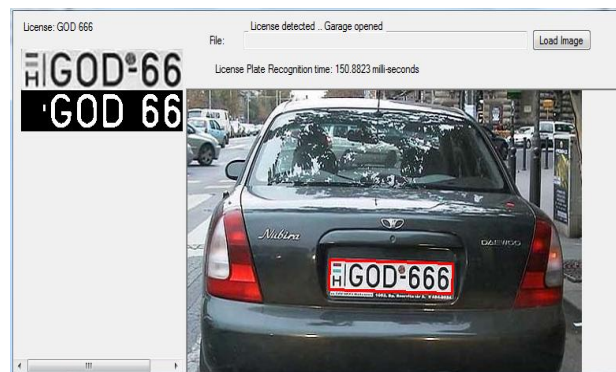 License: GOD 666
License detected .. Garage opened
File:
Load Image
License Plate Recognition time: 150.8823 milli-seconds
H GOD-66
GOD 66
Nubira
DAEWOO
H GOD-666